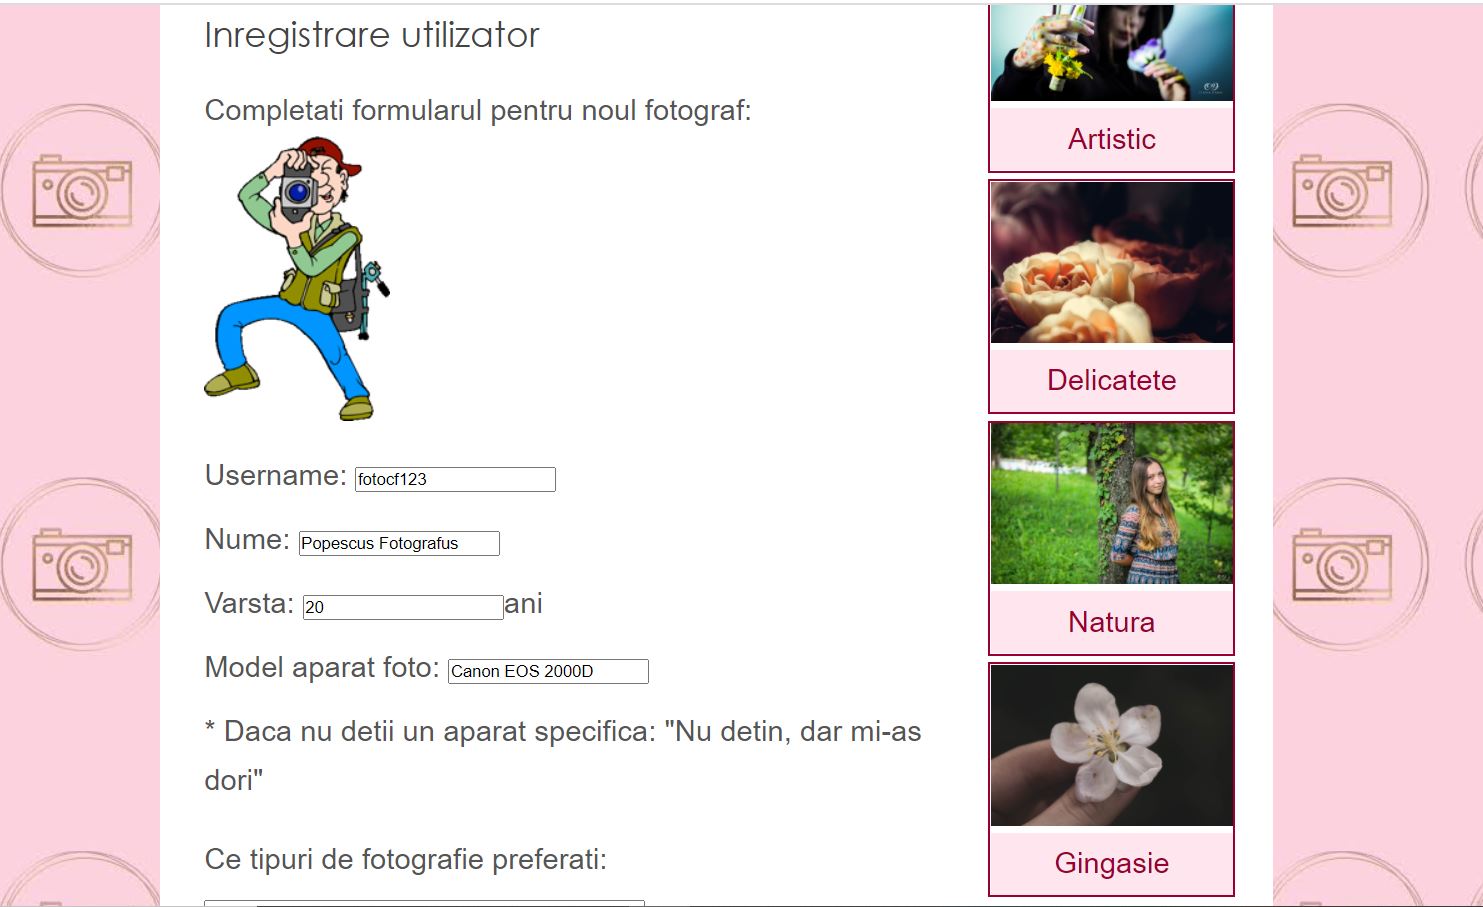 Inregistrare utilizator
Completati formularul pentru noul fotograf:
Username: fotocf123
Nume: Popescus Fotografus
Varsta: 20 ani
Model aparat foto: Canon EOS 2000D
* Daca nu detii un aparat specifica: "Nu detin, dar mi-as
dori"
Ce tipuri de fotografie preferati:
Artistic
Delicatete
Natura
Gingasie